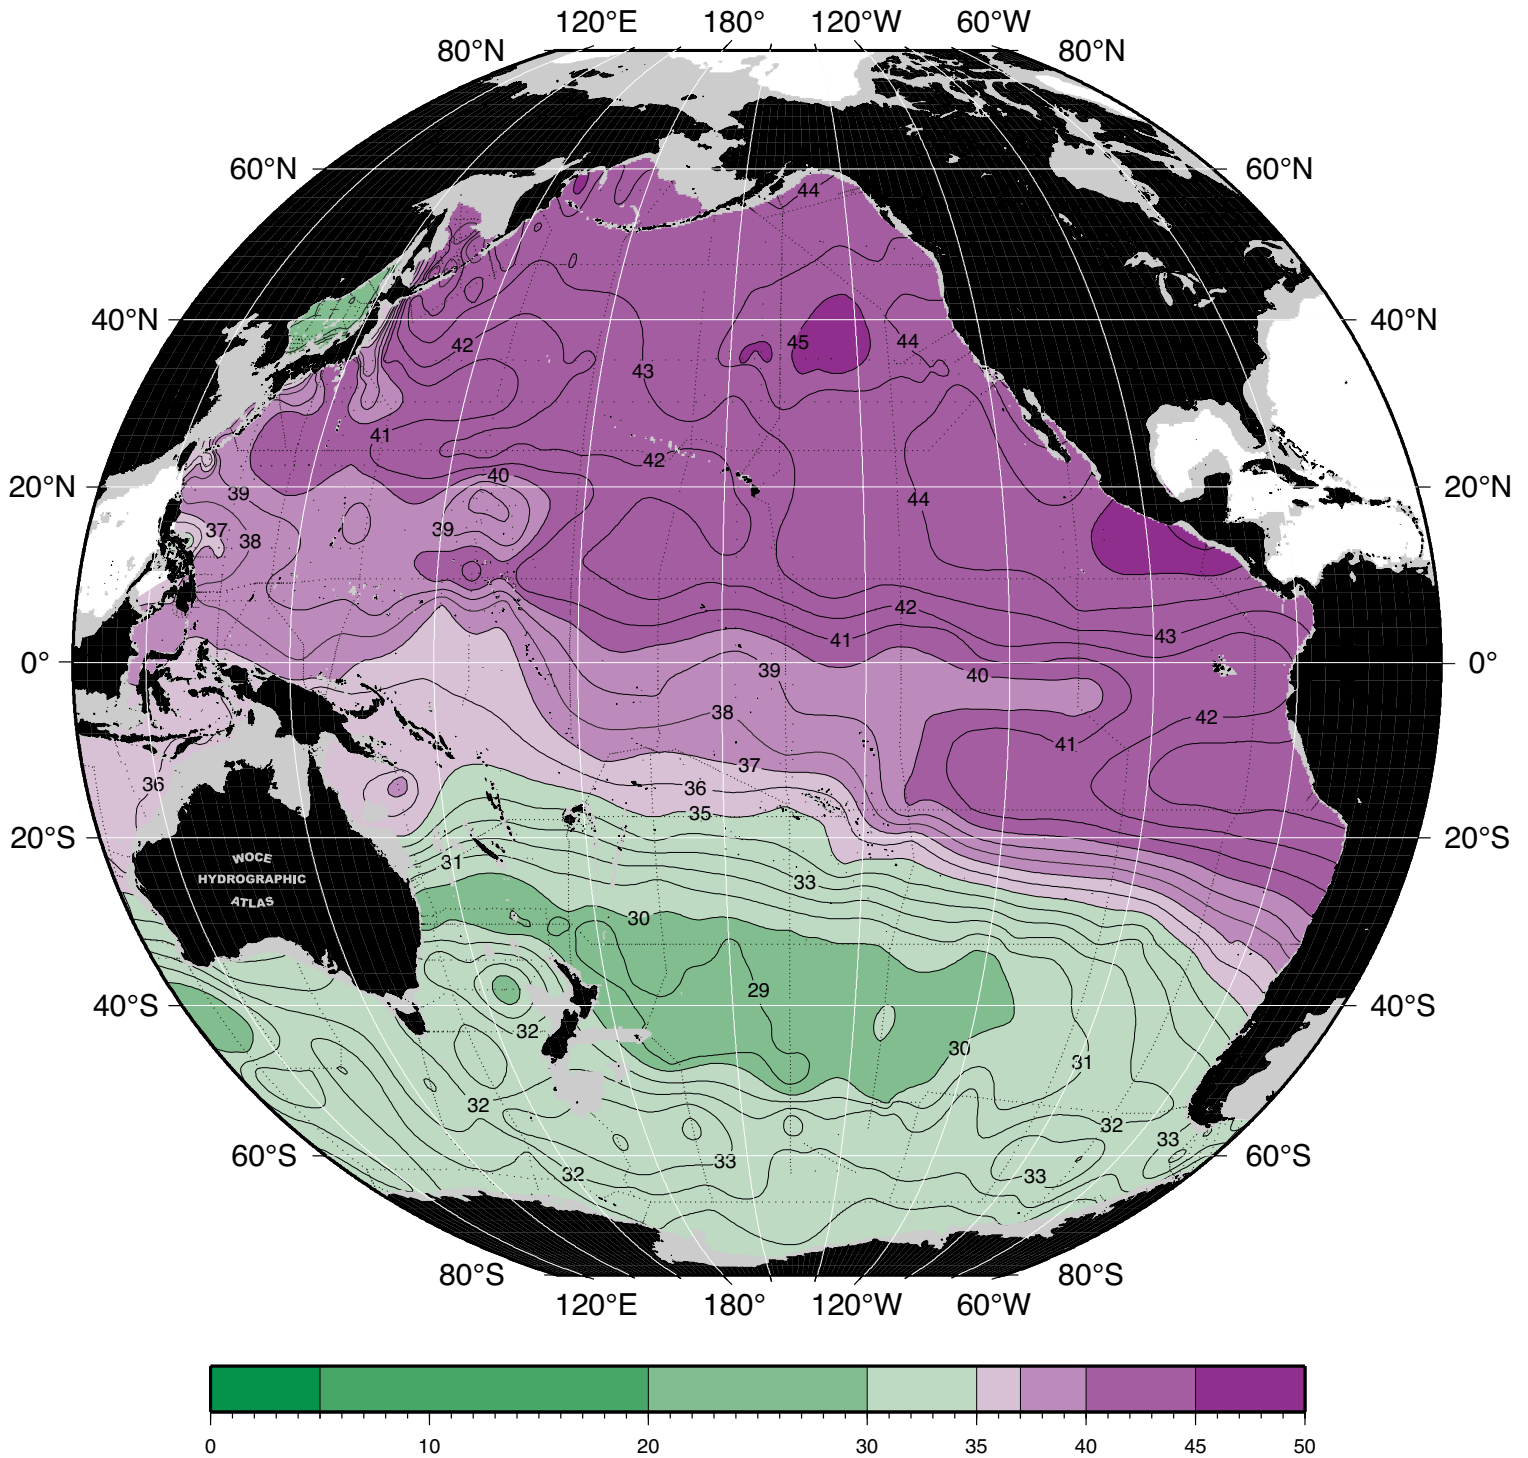 120°E 180° 120°W 60°W
80°N 80°N
60°N 60°N
44
40°N 40°N
42 45 44
43
41
42
40
20°N 20°N
39 44
37 39
38
42
41 43
0° 0°
39 40
38 42
41
37
36 36
35
20°S 20°S
31
WOCE
HYDROGRAPHIC
ATLAS
33
30
29
40°S 40°S
32
30
31
32
32
33
60°S 60°S
33
32 33
80°S 80°S
120°E 180° 120°W 60°W
0 10 20 30 35 40 45 50